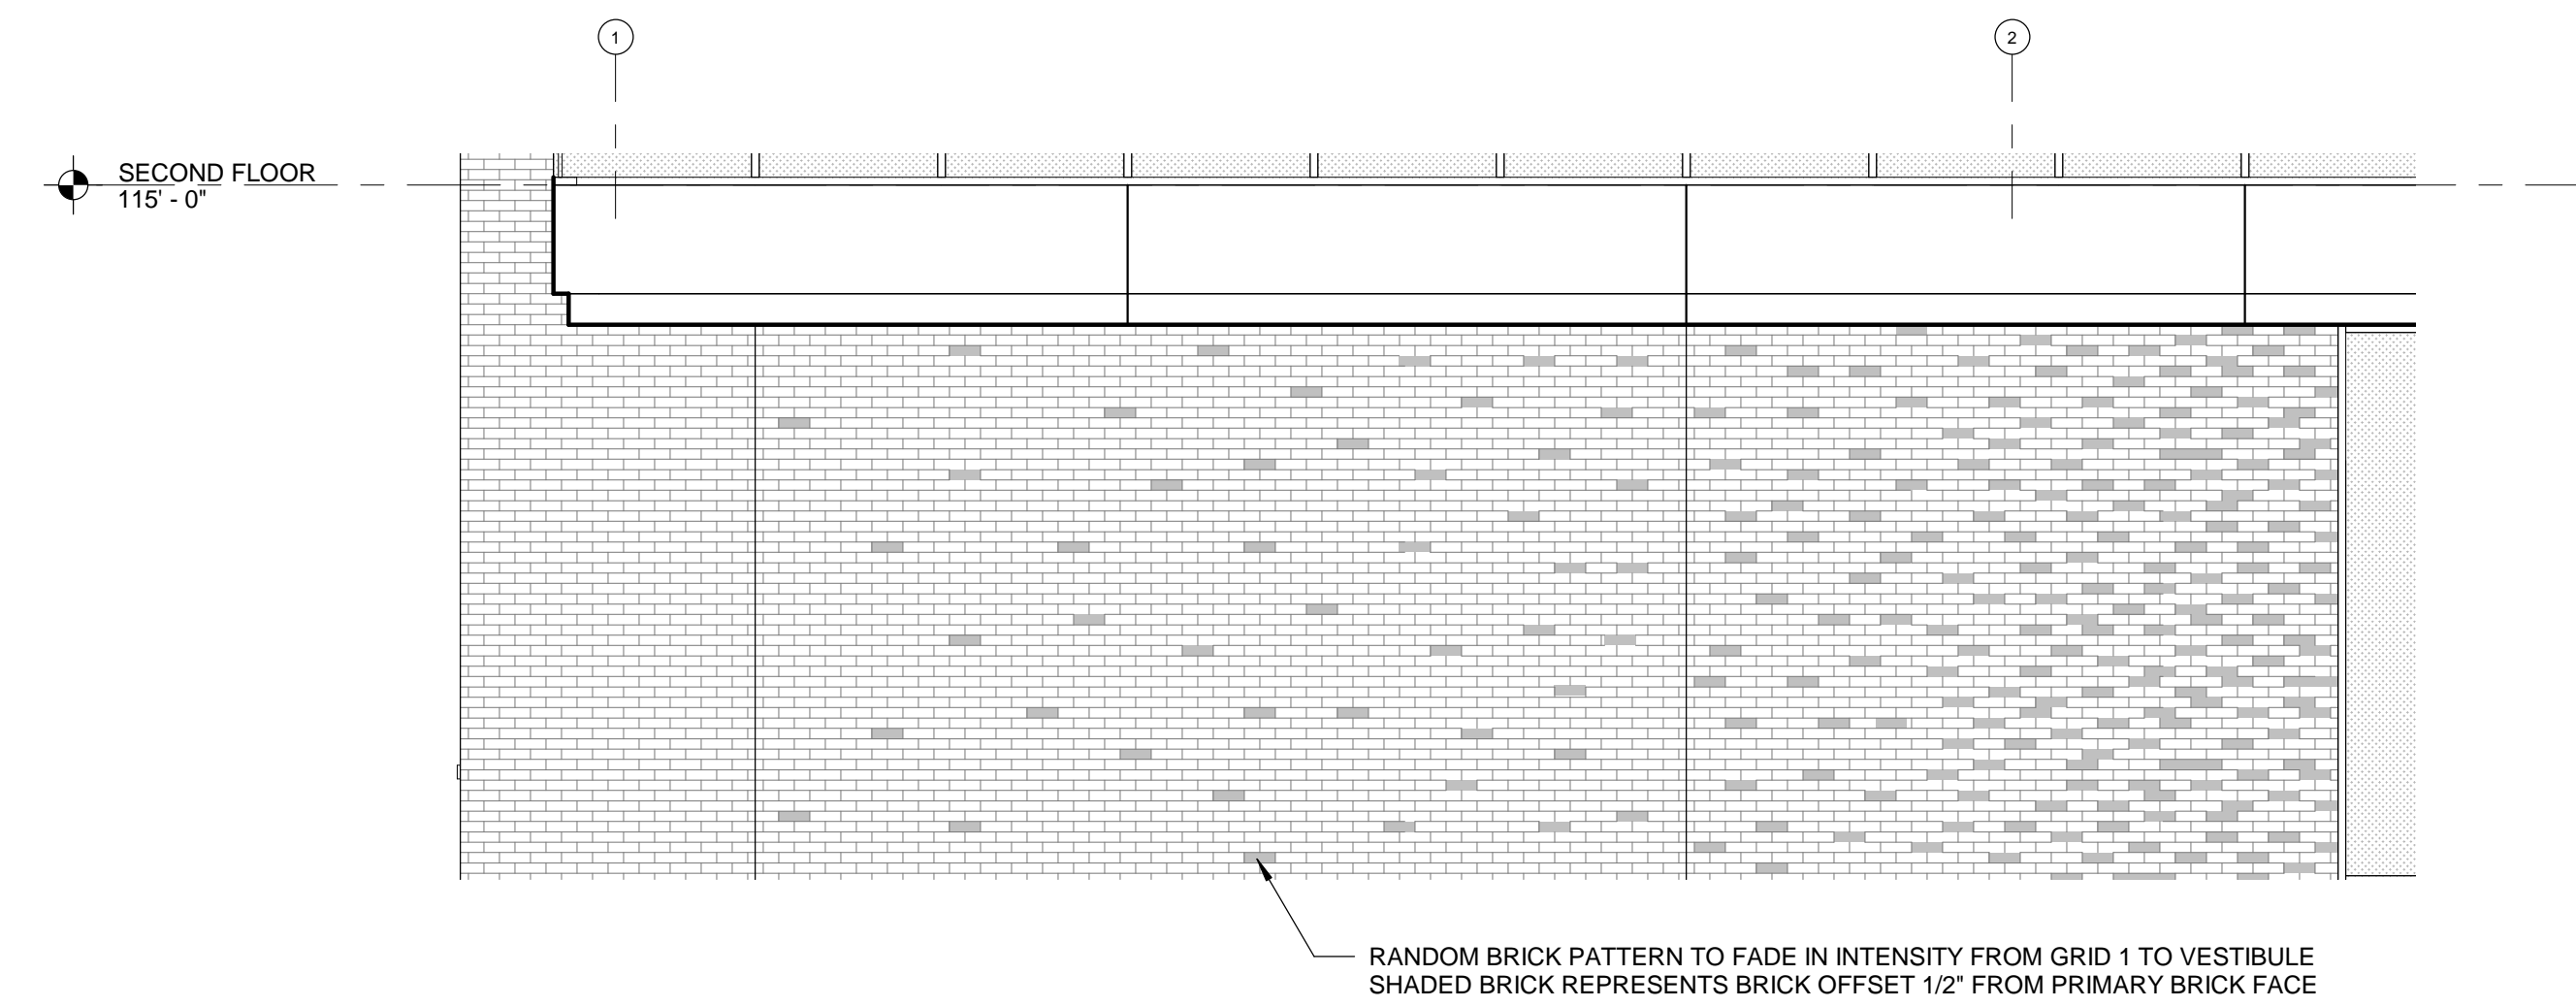 1
2
SECOND FLOOR
115' - 0"
RANDOM BRICK PATTERN TO FADE IN INTENSITY FROM GRID 1 TO VESTIBULE
SHADED BRICK REPRESENTS BRICK OFFSET 1/2" FROM PRIMARY BRICK FACE